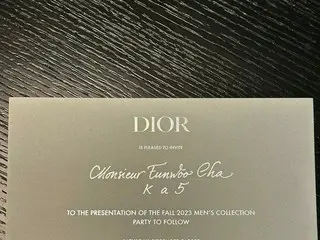 DIOR
IS PLEASED TO INVITE
Monsieur Eunwoo Cha
K a 5
TO THE PRESENTATION OF THE FALL 2023 MEN'S COLLECTION
PARTY TO FOLLOW